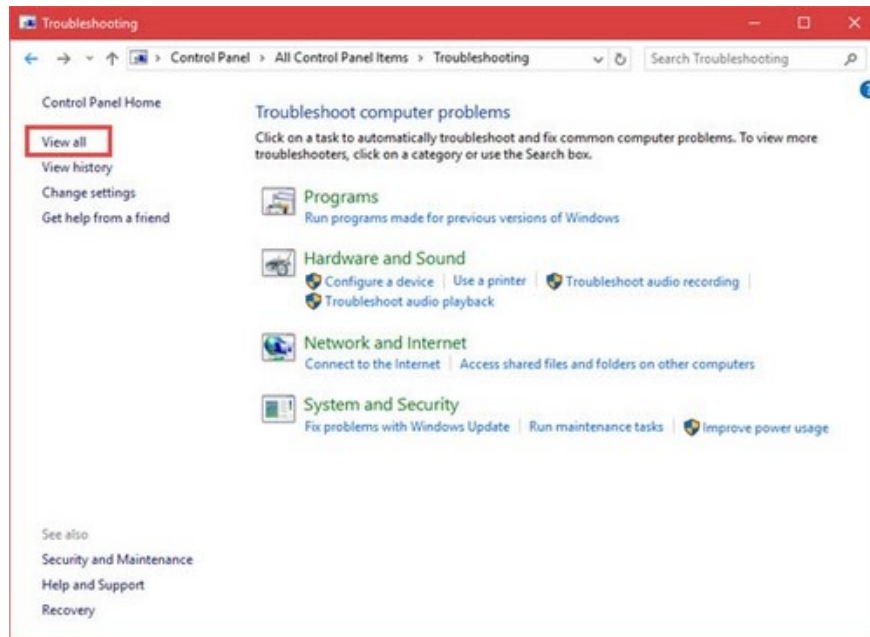 Troubleshooting
Control Panel > All Control Panel Items > Troubleshooting
Search Troubleshooting
Control Panel Home
View all
View history
Change settings
Get help from a friend
Troubleshoot computer problems
Click on a task to automatically troubleshoot and fix common computer problems. To view more
troubleshooters, click on a category or use the Search box.
Programs
Run programs made for previous versions of Windows
Hardware and Sound
Configure a device | Use a printer | Troubleshoot audio recording |
Troubleshoot audio playback
Network and Internet
Connect to the Internet | Access shared files and folders on other computers
System and Security
Fix problems with Windows Update | Run maintenance tasks | Improve power usage
See also
Security and Maintenance
Help and Support
Recovery